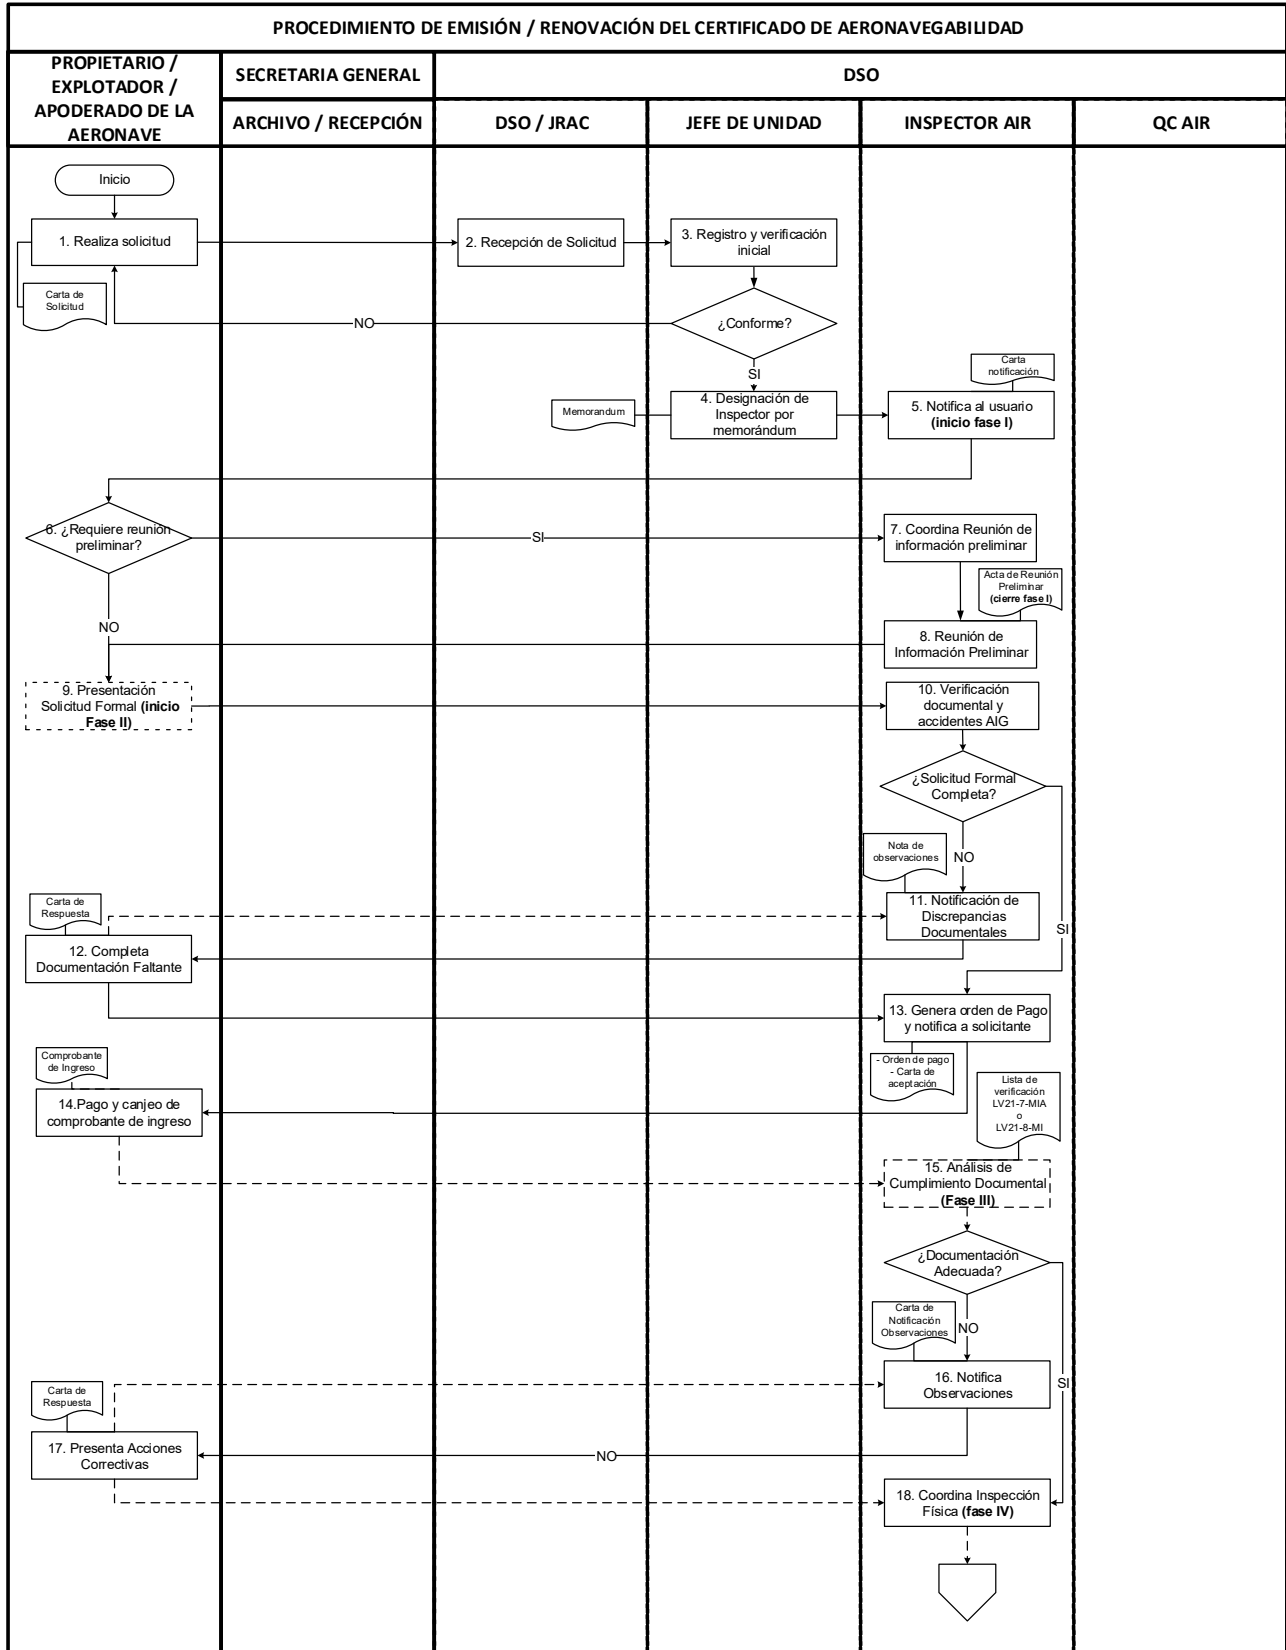 PROCEDIMIENTO DE EMISIÓN / RENOVACIÓN DEL CERTIFICADO DE AERONAVEGABILIDAD
PROPIETARIO /
EXPLOTADOR /
APODERADO DE LA
AERONAVE
SECRETARIA GENERAL
DSO
ARCHIVO / RECEPCIÓN
DSO / JRAC
JEFE DE UNIDAD
INSPECTOR AIR
QC AIR
Inicio
1. Realiza solicitud
2. Recepción de Solicitud
3. Registro y verificación
inicial
Carta de
Solicitud
NO
¿Conforme?
SI
Carta
notificación
Memorandum
4. Designación de
Inspector por
memorándum
5. Notifica al usuario
(inicio fase I)
6. ¿Requiere reunión
preliminar?
SI
7. Coordina Reunión de
información preliminar
Acta de Reunión
Preliminar
(cierre fase I)
NO
8. Reunión de
Información Preliminar
9. Presentación
Solicitud Formal (inicio
Fase II)
10. Verificación
documental y
accidentes AIG
¿Solicitud Formal
Completa?
Nota de
observaciones
NO
Carta de
Respuesta
11. Notificación de
Discrepancias
Documentales
SI
12. Completa
Documentación Faltante
13. Genera orden de Pago
y notifica a solicitante
Comprobante
de Ingreso
- Orden de pago
- Carta de
aceptación
Lista de
verificación
LV21-7-MIA
o
LV21-8-MI
14.Pago y canjeo de
comprobante de ingreso
15. Análisis de
Cumplimiento Documental
(Fase III)
¿Documentación
Adecuada?
Carta de
Notificación
Observaciones
NO
Carta de
Respuesta
16. Notifica
Observaciones
SI
17. Presenta Acciones
Correctivas
NO
18. Coordina Inspección
Física (fase IV)